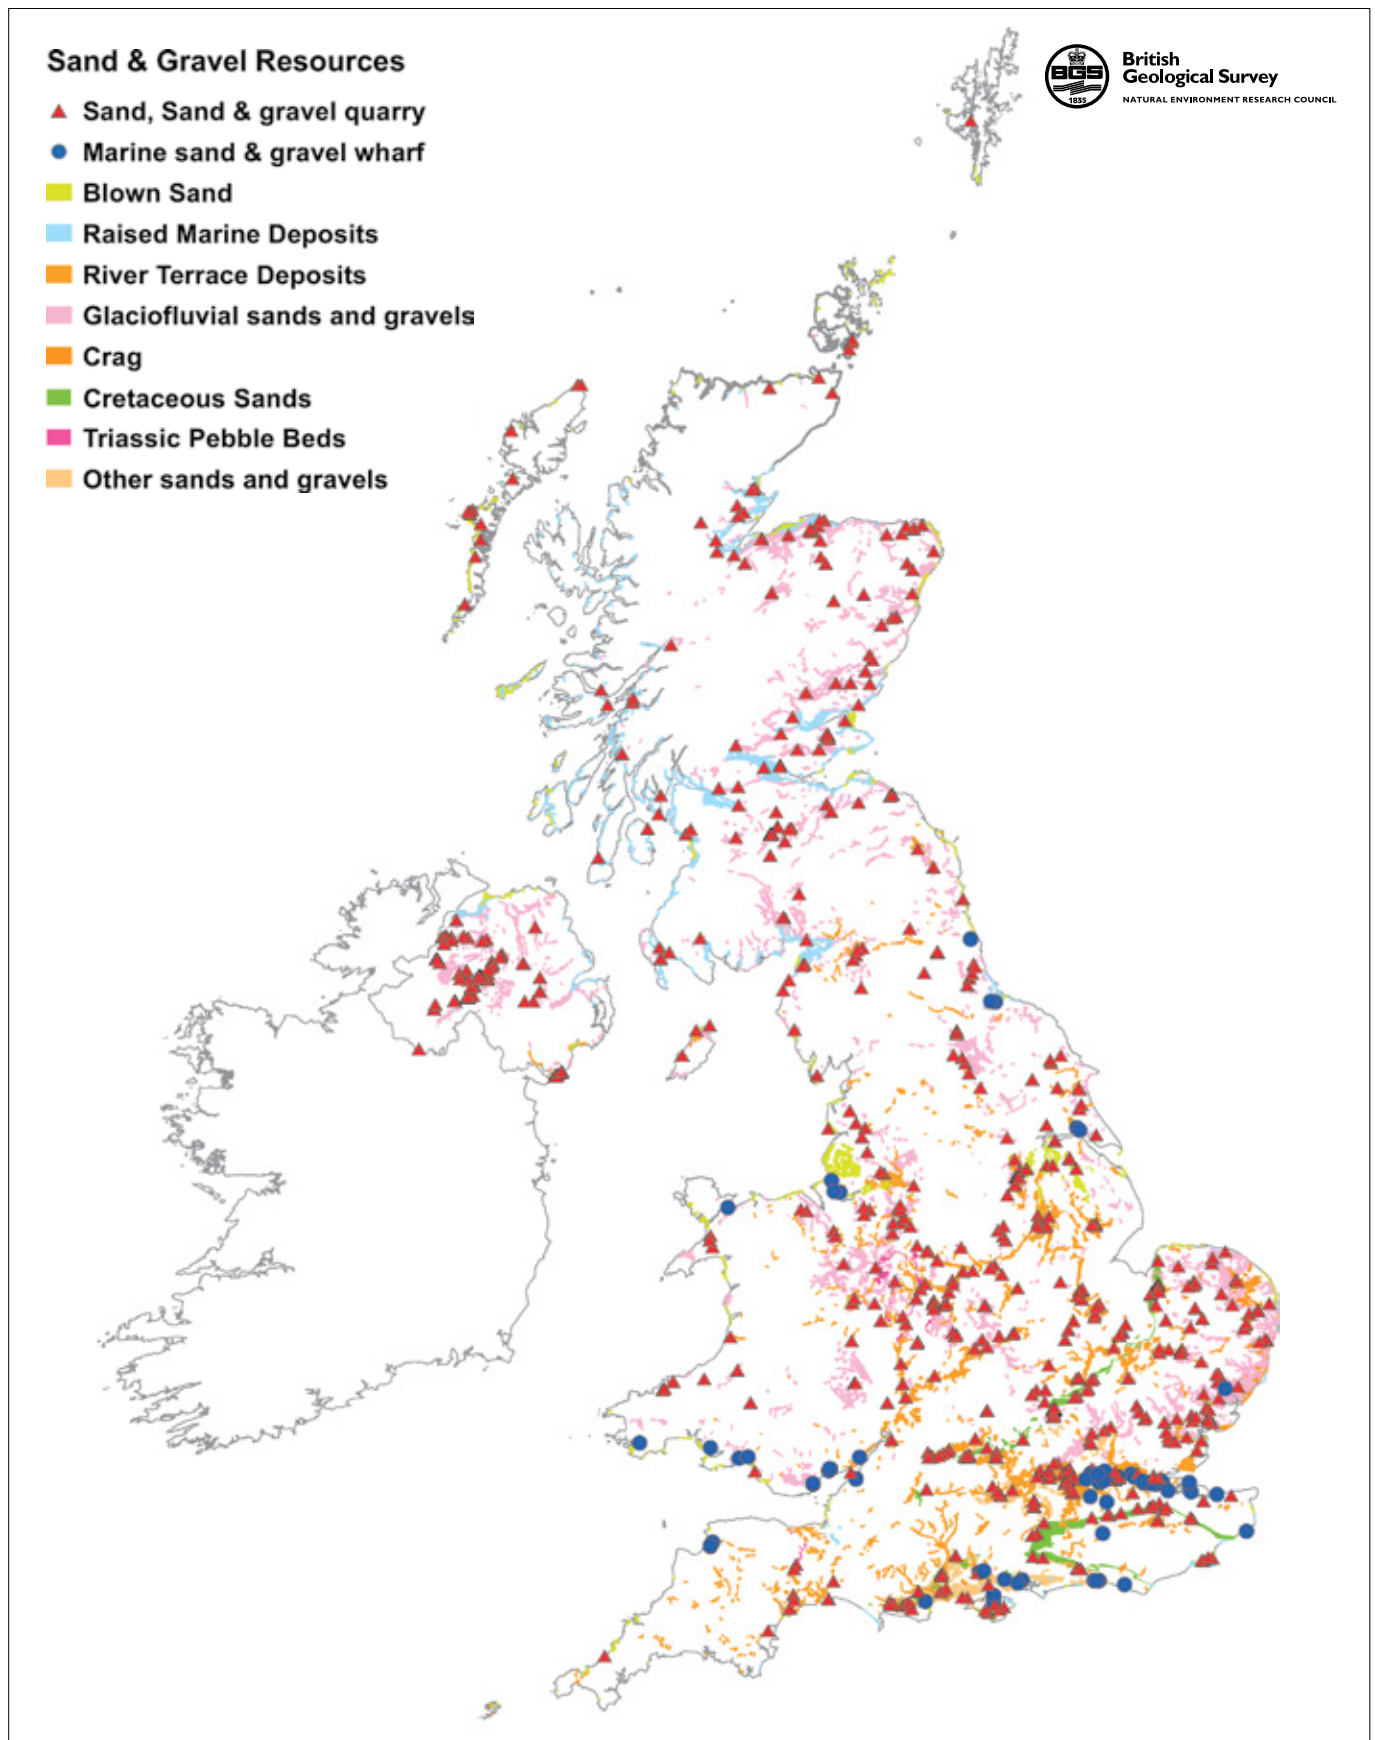 Sand & Gravel Resources
Sand, Sand & gravel quarry
Marine sand & gravel wharf
Blown Sand
Raised Marine Deposits
River Terrace Deposits
Glaciofluvial sands and gravels
Crag
Cretaceous Sands
Triassic Pebble Beds
Other sands and gravels
BGS
1835
British
Geological Survey
NATURAL ENVIRONMENT RESEARCH COUNCIL